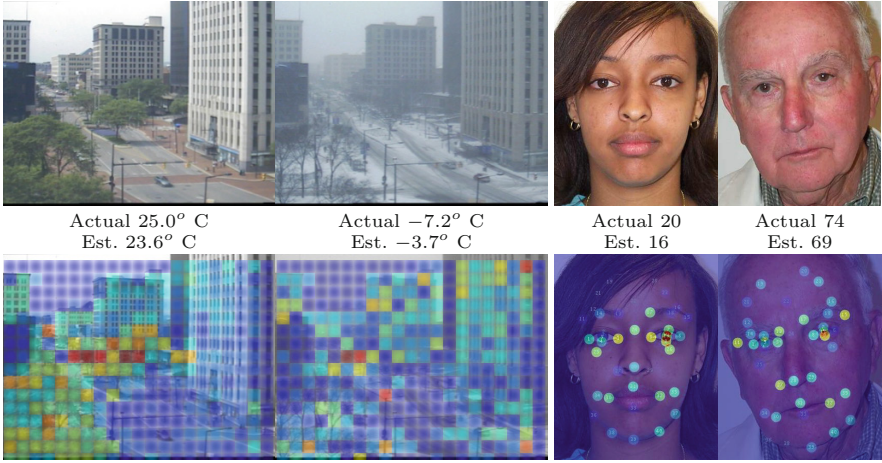 Actual 25.0° C
Est. 23.6° C
Actual −7.2° C
Est. −3.7° C
Actual 20
Est. 16
Actual 74
Est. 69